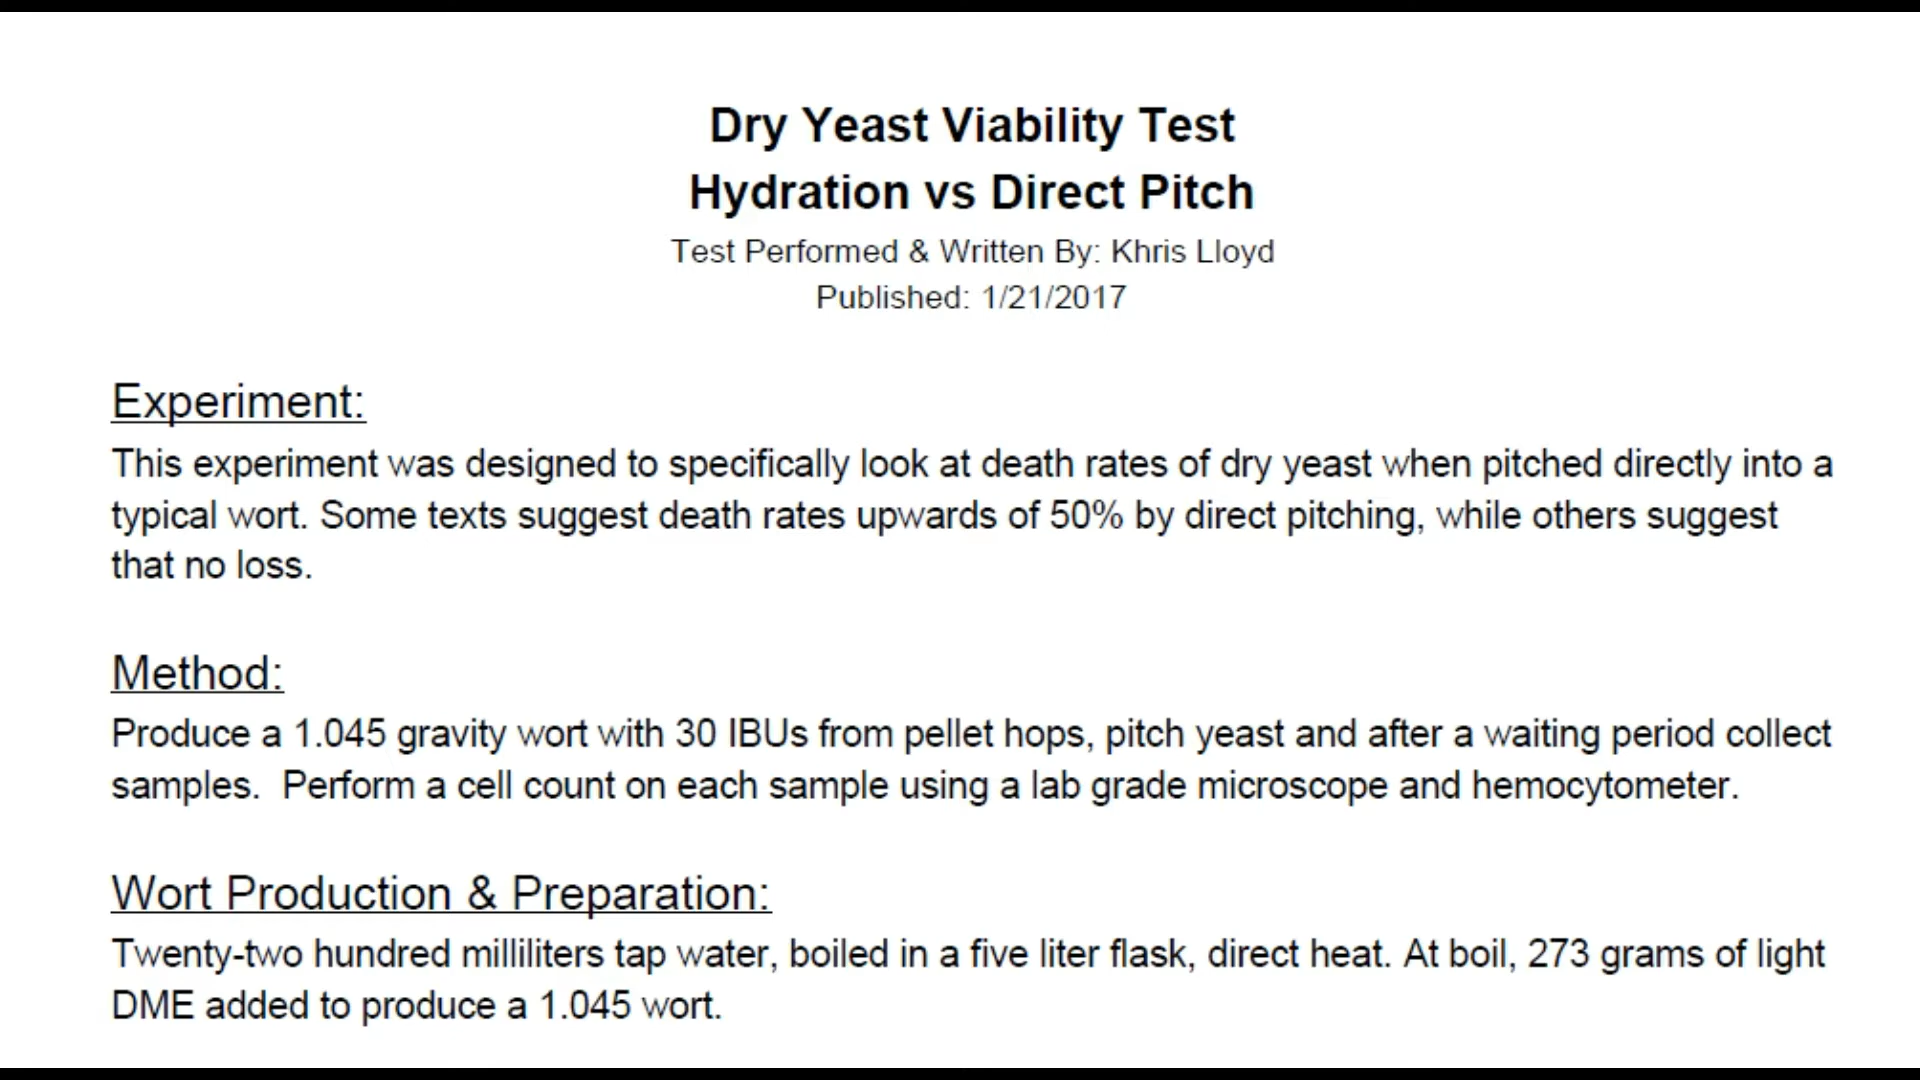 Dry Yeast Viability Test
Hydration vs Direct Pitch
Test Performed & Written By: Khris Lloyd
Published: 1/21/2017
Experiment:
This experiment was designed to specifically look at death rates of dry yeast when pitched directly into a
typical wort. Some texts suggest death rates upwards of 50% by direct pitching, while others suggest
that no loss.
Method:
Produce a 1.045 gravity wort with 30 IBUs from pellet hops, pitch yeast and after a waiting period collect
samples.  Perform a cell count on each sample using a lab grade microscope and hemocytometer.
Wort Production & Preparation:
Twenty-two hundred milliliters tap water, boiled in a five liter flask, direct heat. At boil, 273 grams of light
DME added to produce a 1.045 wort.